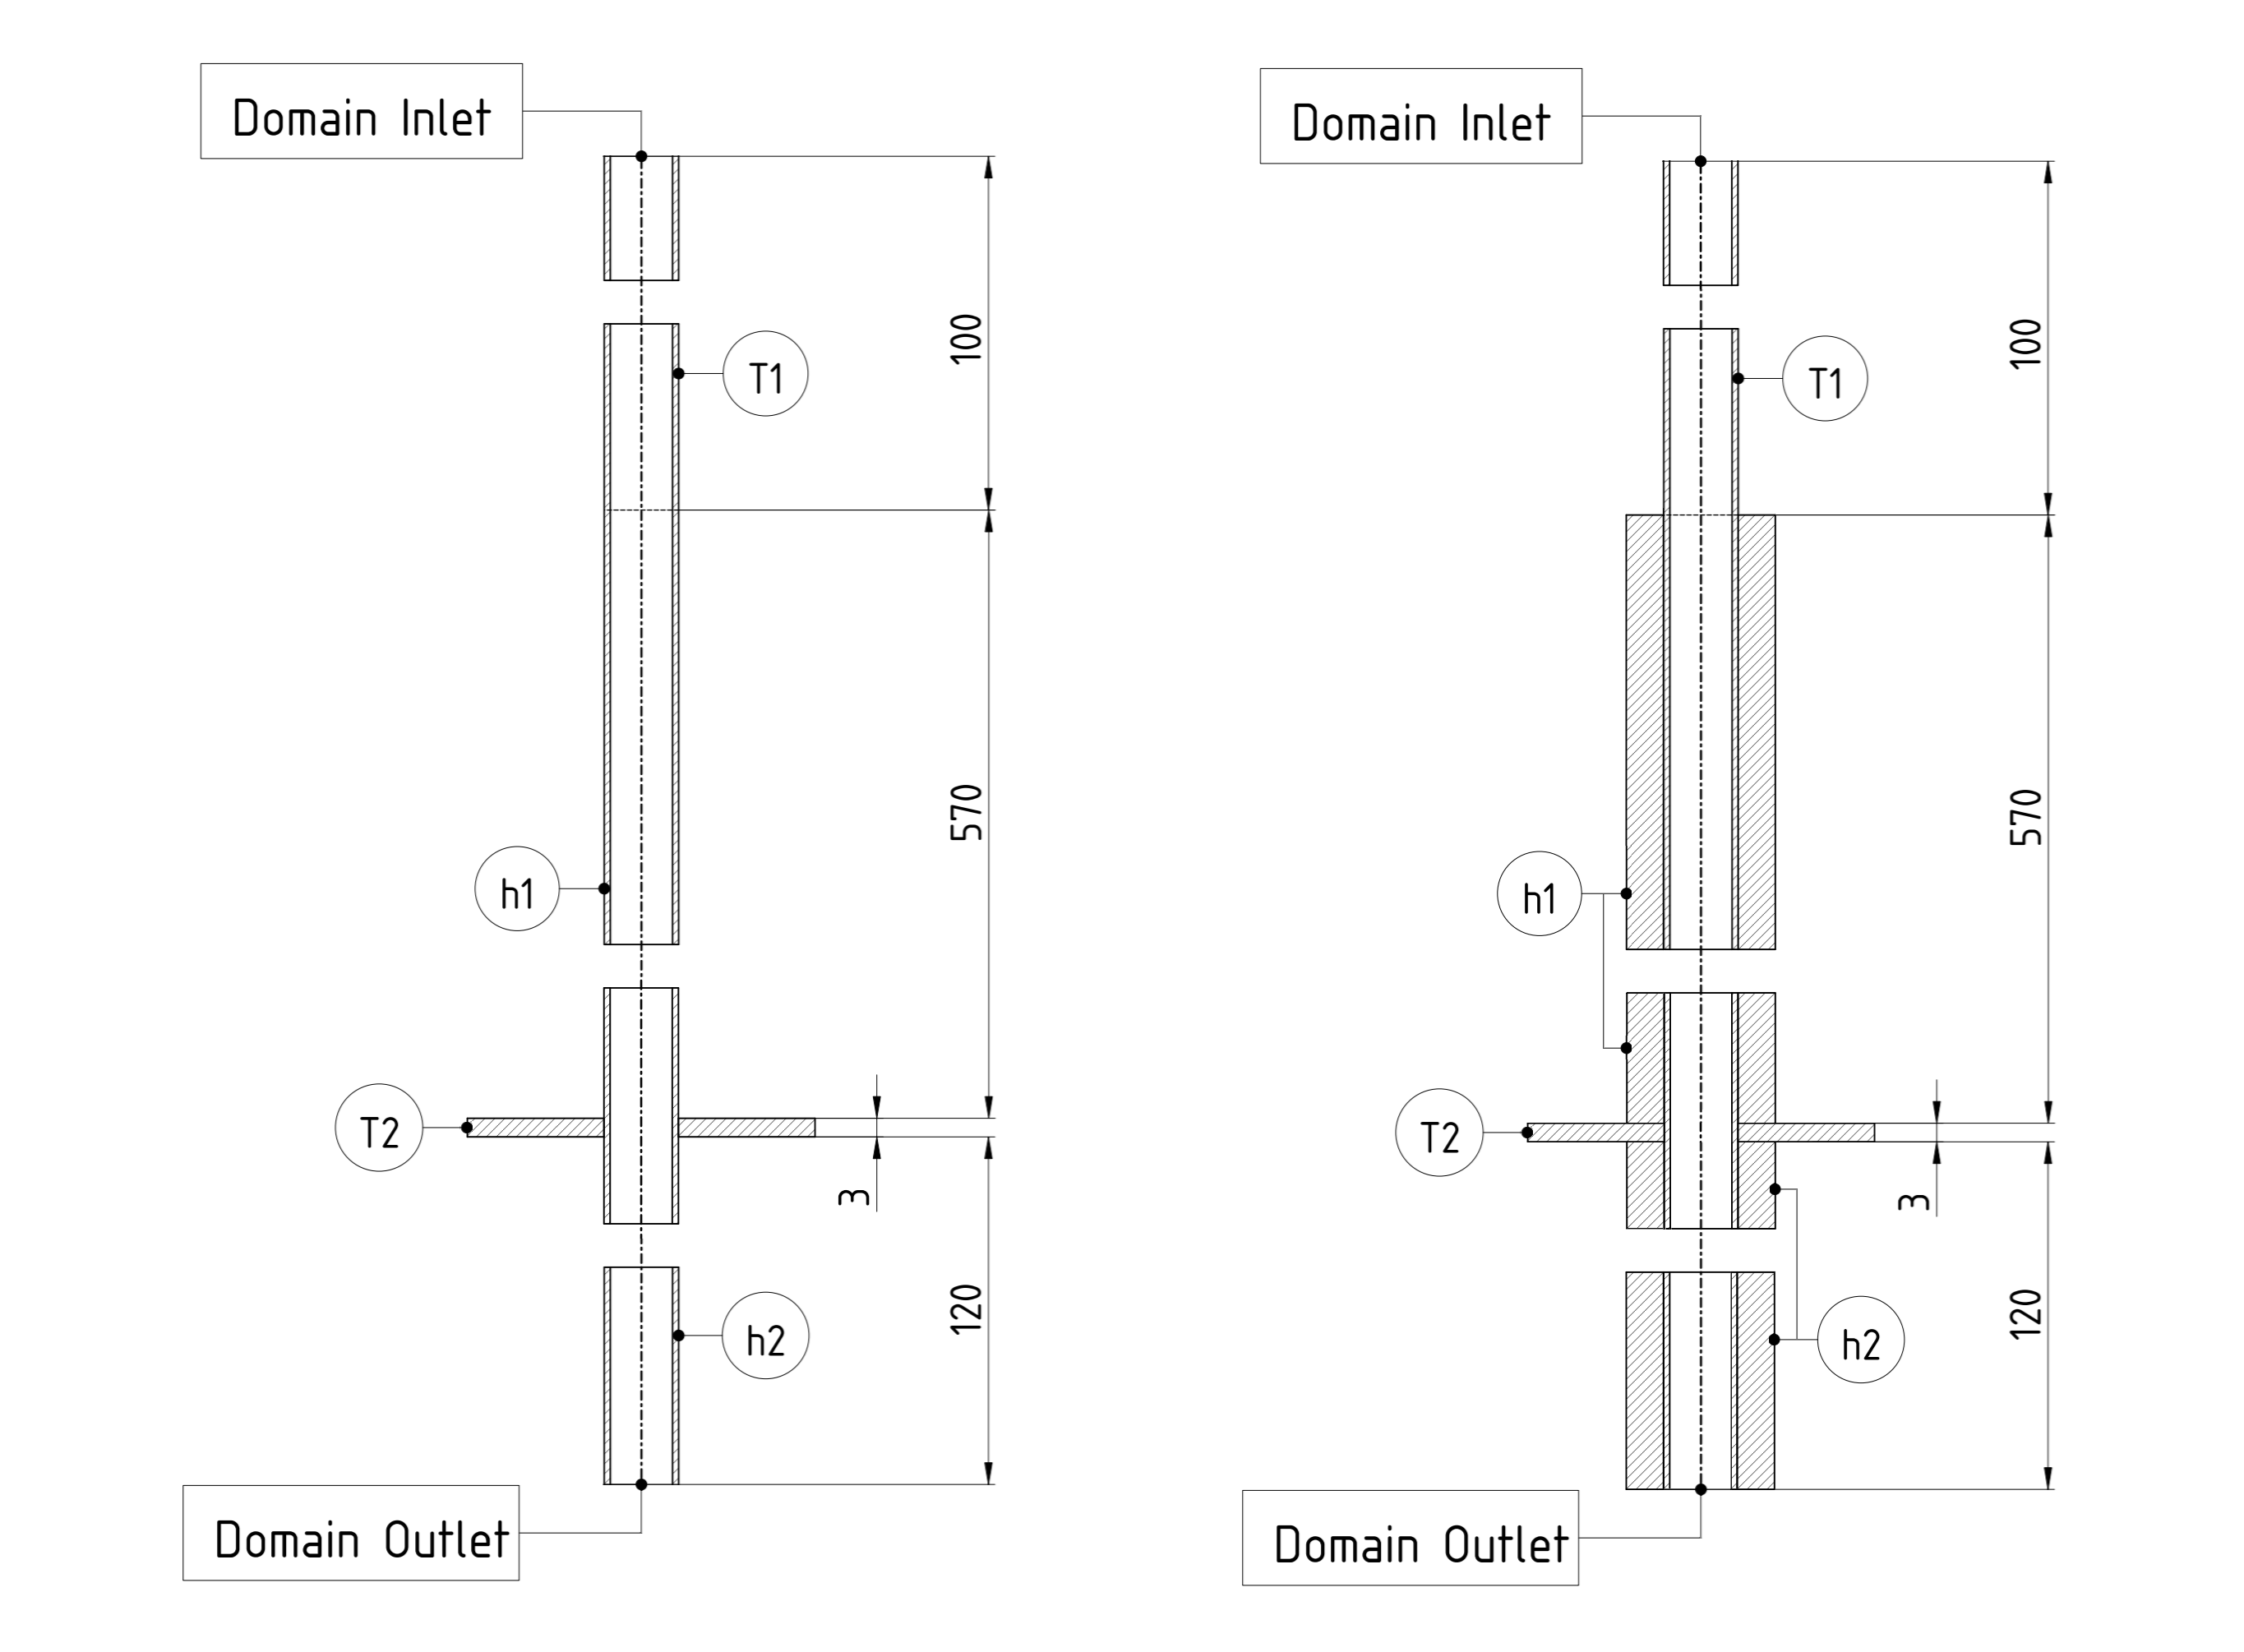 Domain Inlet
100
T1
570
h1
T2
3
120
h2
Domain Outlet
Domain Inlet
100
T1
570
h1
T2
3
120
h2
Domain Outlet